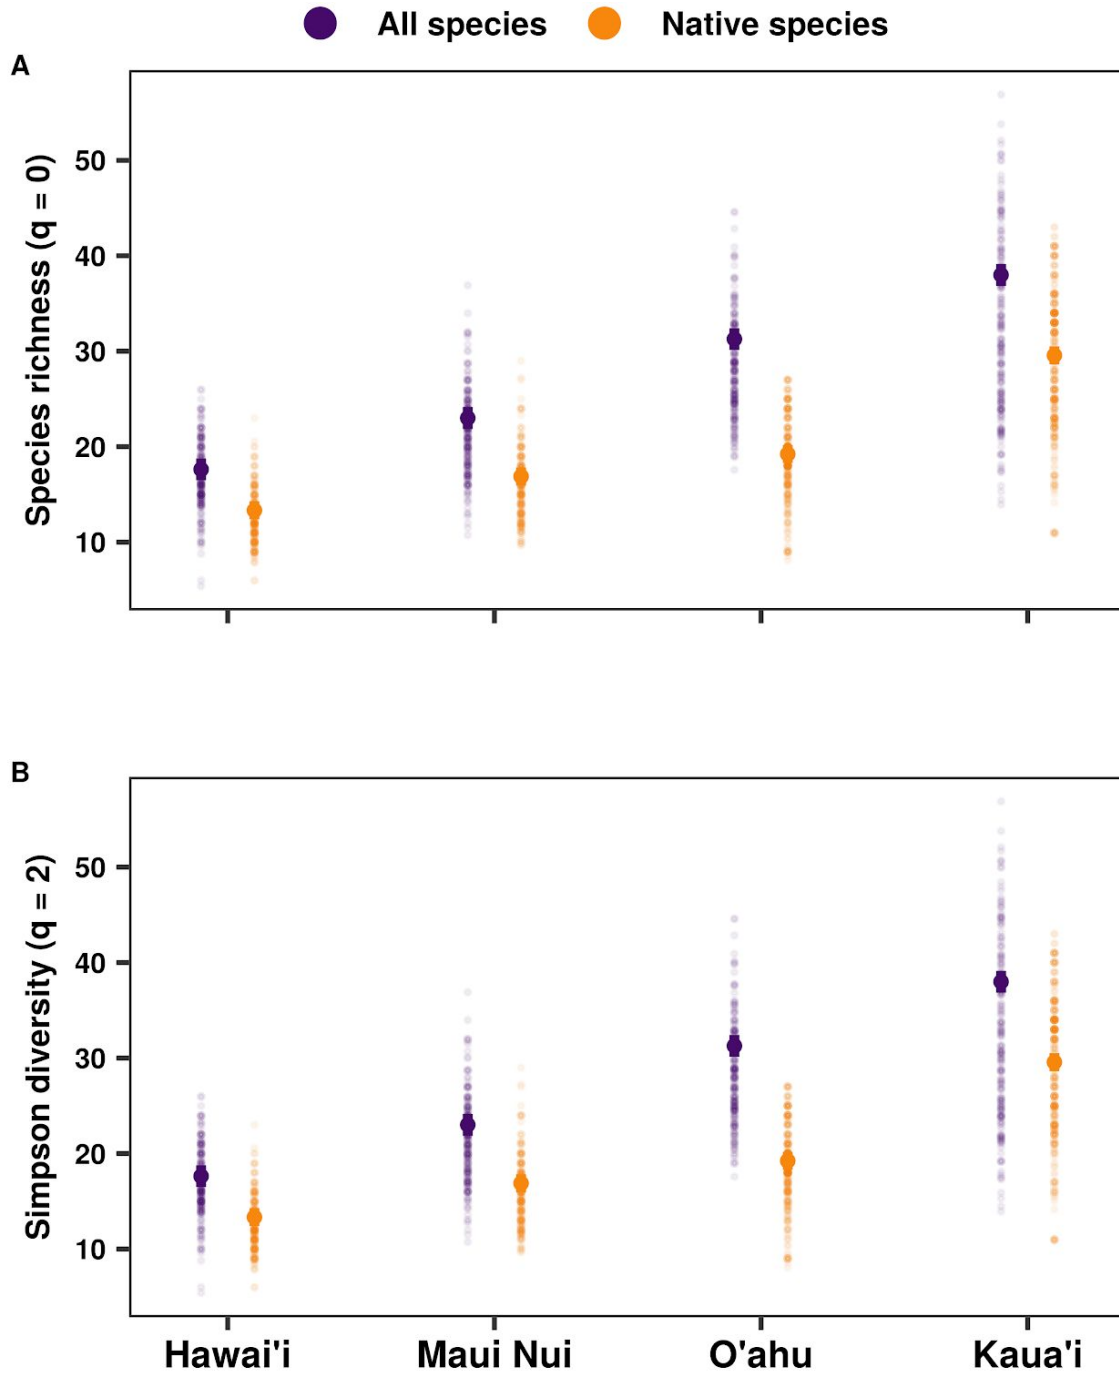 All species Native species
A
Species richness (q = 0)
50
40
30
20
10
B
Simpson diversity (q = 2)
50
40
30
20
10
Hawai'i Maui Nui O'ahu Kaua'i